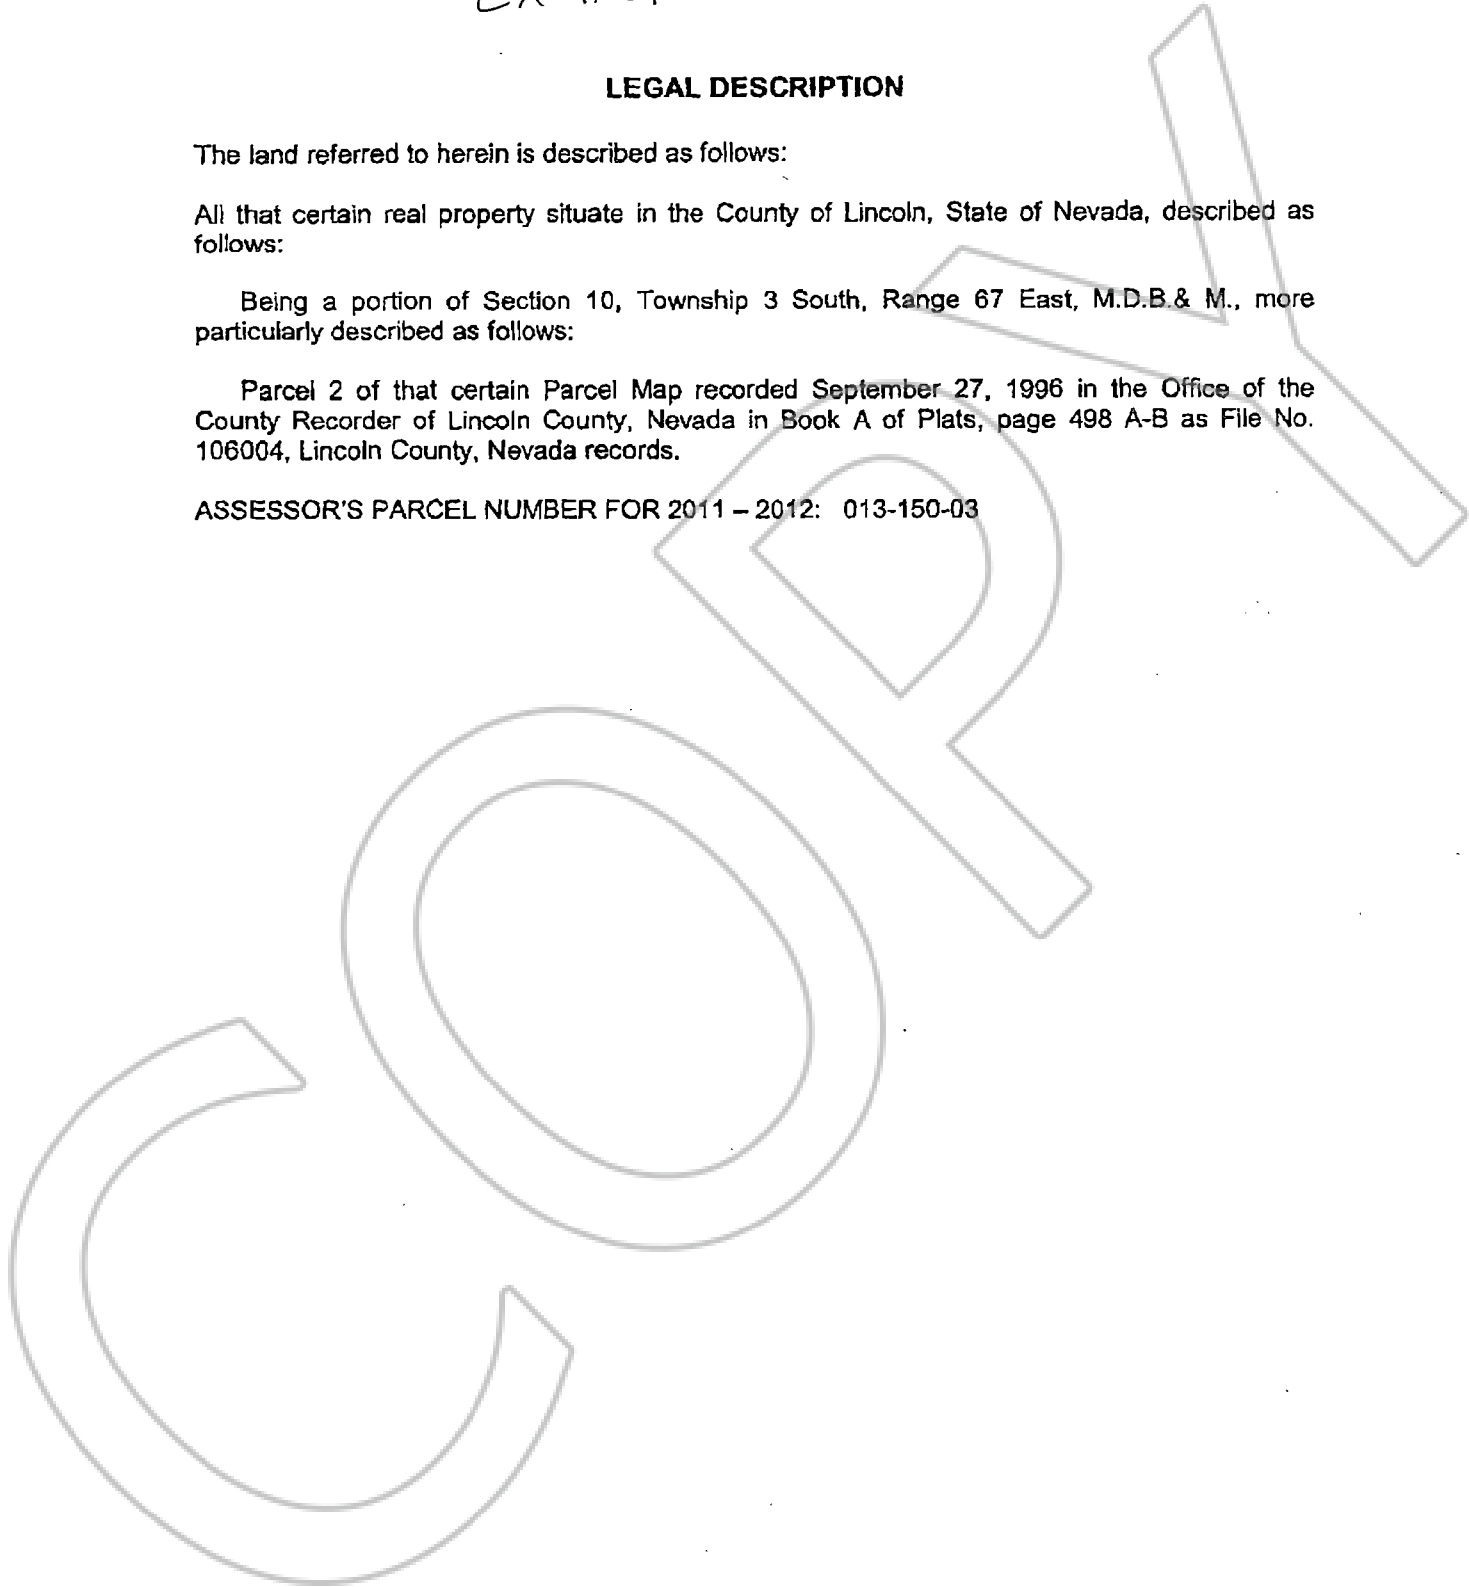 LEGAL DESCRIPTION
The land referred to herein is described as follows:
All that certain real property situate in the County of Lincoln, State of Nevada, described as
follows:
Being a portion of Section 10, Township 3 South, Range 67 East, M.D.B.& M., more
particularly described as follows:
Parcel 2 of that certain Parcel Map recorded September 27, 1996 in the Office of the
County Recorder of Lincoln County, Nevada in Book A of Plats, page 498 A-B as File No.
106004, Lincoln County, Nevada records.
ASSESSOR'S PARCEL NUMBER FOR 2011 – 2012: 013-150-03
COPY